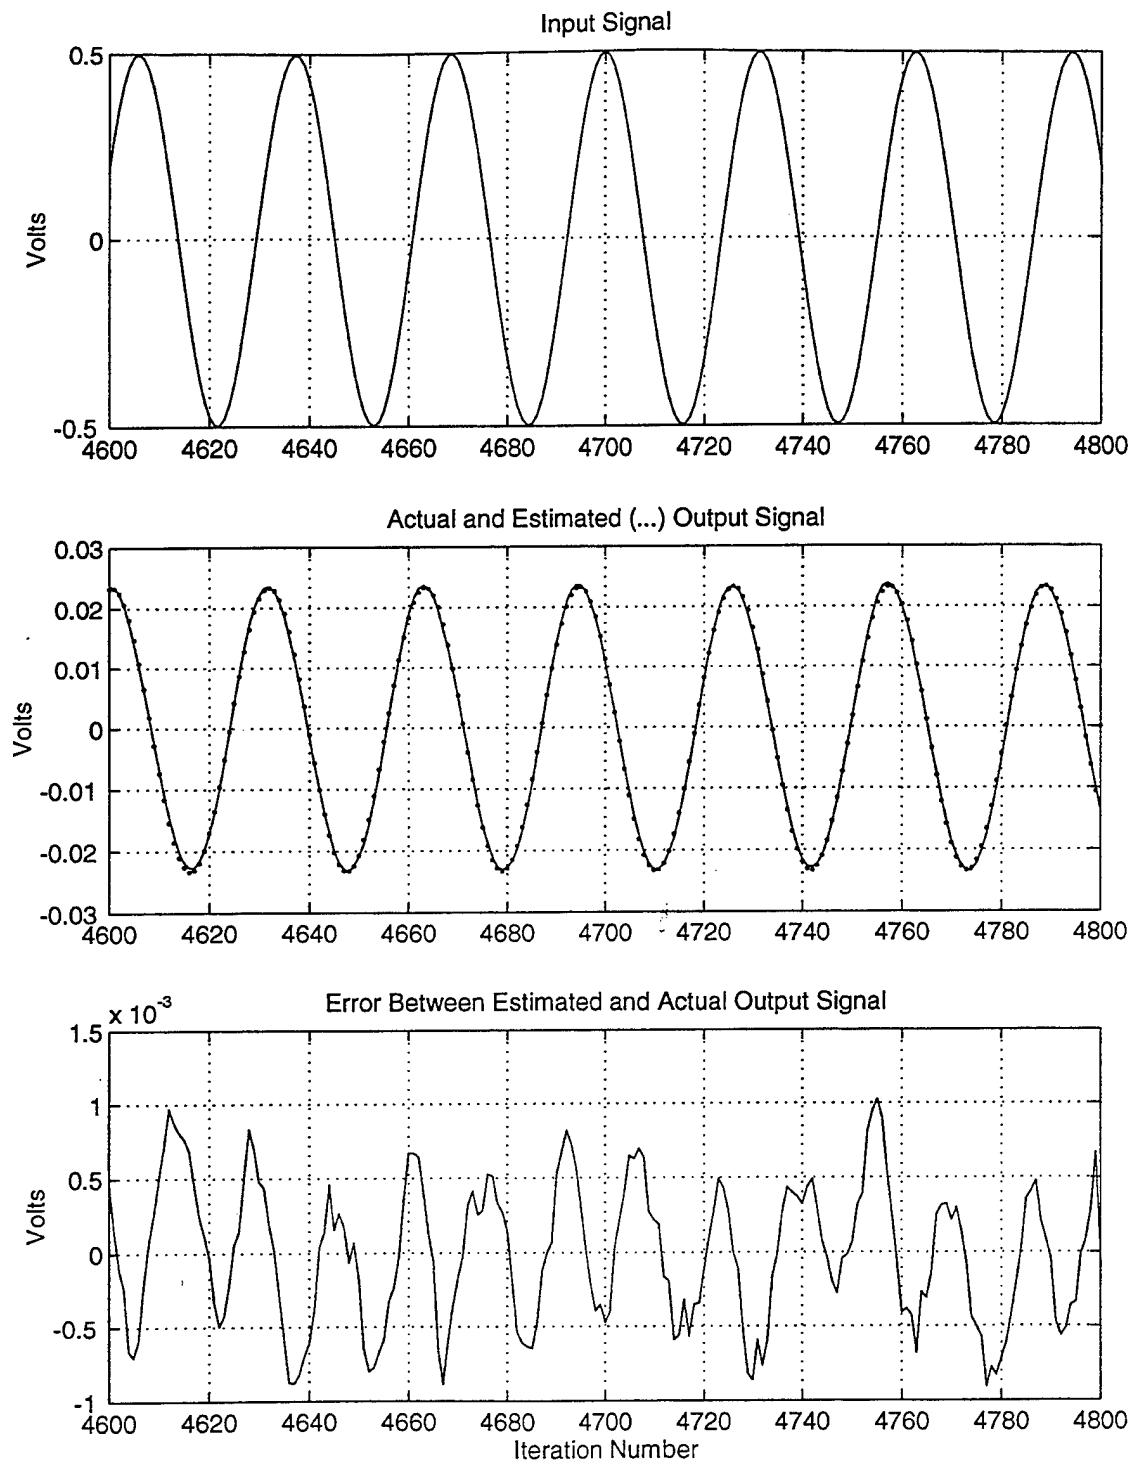 Input Signal
0.5
0
-0.5
Volts
4600 4620 4640 4660 4680 4700 4720 4740 4760 4780 4800
Actual and Estimated (...) Output Signal
0.03
0.02
0.01
0
-0.01
-0.02
-0.03
Volts
4600 4620 4640 4660 4680 4700 4720 4740 4760 4780 4800
Error Between Estimated and Actual Output Signal
x 10-3
1.5
1
0.5
0
-0.5
-1
Volts
4600 4620 4640 4660 4680 4700 4720 4740 4760 4780 4800
Iteration Number